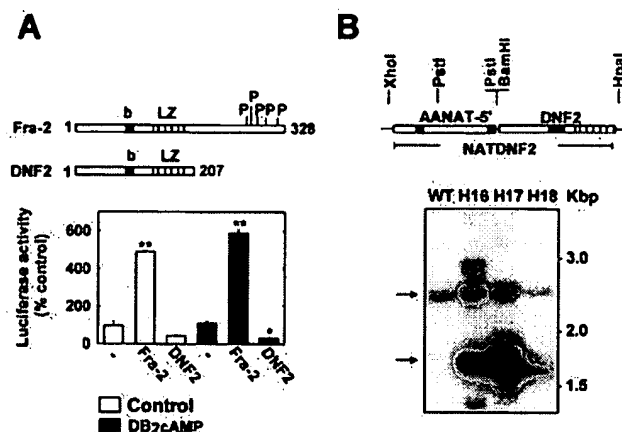 A
P
P P P P P
b LZ
Fra-2 1 328
b LZ
DNF2 1 207
Luciferase activity
(% control)
600
400
200
0
**
**
*
- Fra-2 DNF2 - Fra-2 DNF2
Control
DB2cAMP
B
XhoI PstI PstI BamHI HpaI
AANAT-5' DNF2
NATDNF2
WT H16 H17 H18 Kbp
3.0
2.0
1.5